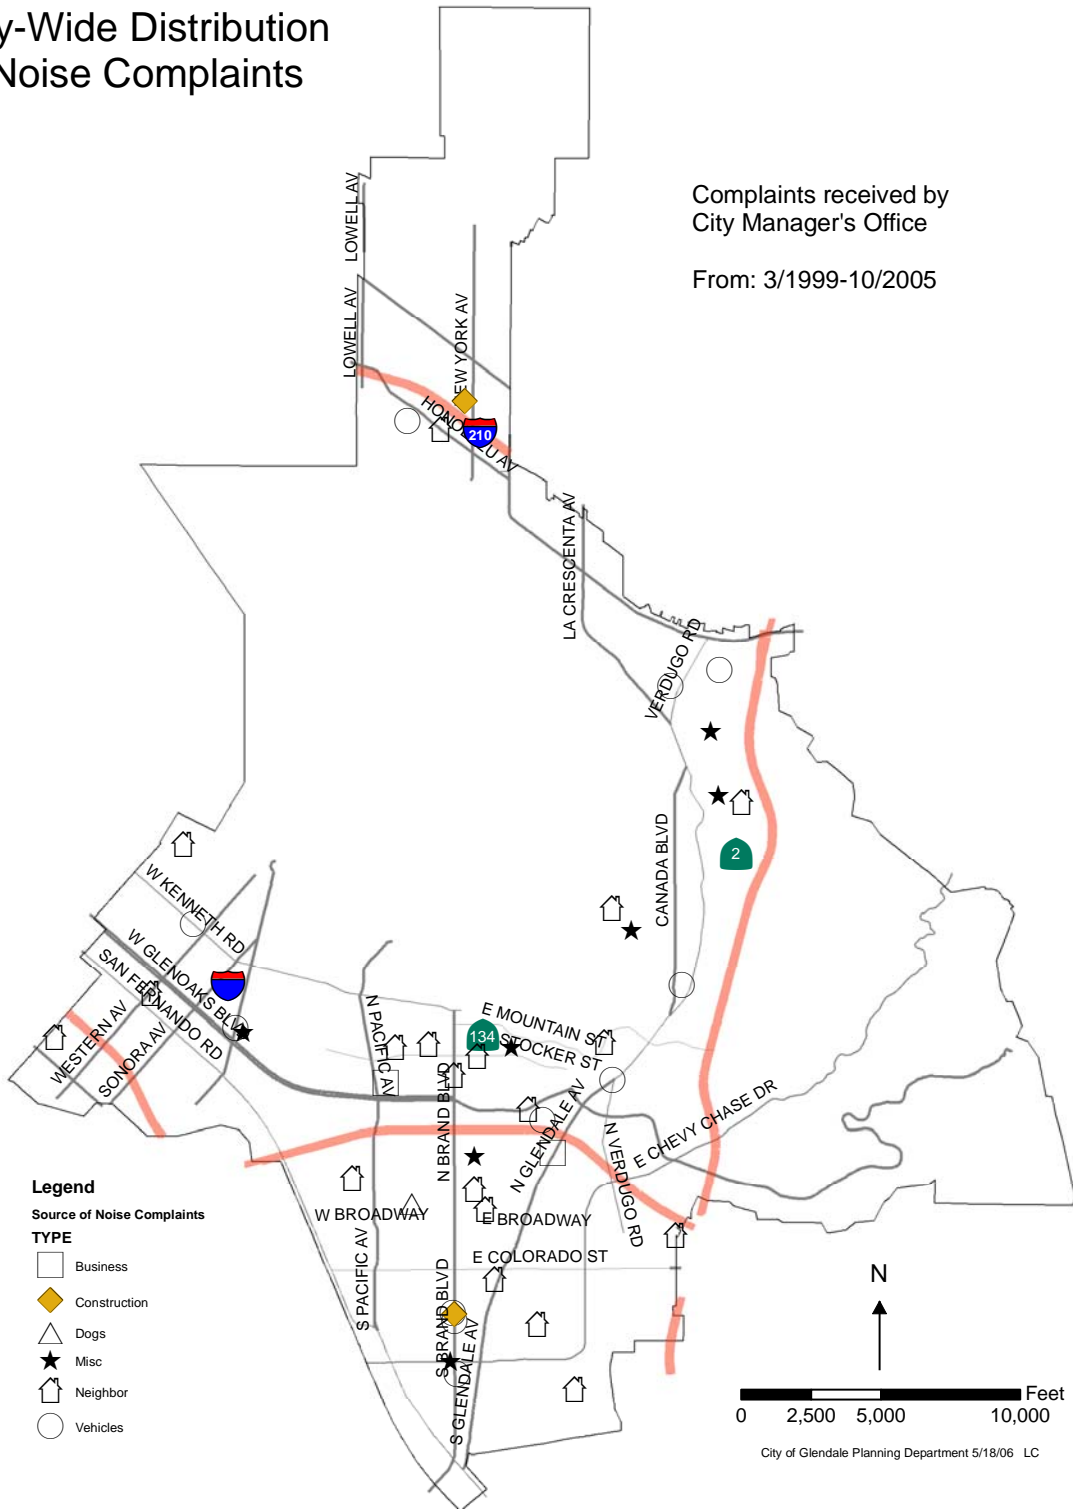 y-Wide Distribution
Noise Complaints
Complaints received by
City Manager's Office
From: 3/1999-10/2005
LOWELL AV
LOWELL AV
EW YORK AV
210
LA CRESCENTA AV
VERDUGO RD
CANADA BLVD
2
W KENNETH RD
W GLENOAKS BLVD
SAN FERNANDO RD
WESTERN AV
SONORA AV
N PACIFIC AV
134
E MOUNTAIN ST
STOCKER ST
N BRAND BLVD
N GLENDALE AV
N VERDUGO RD
E CHEVY CHASE DR
W BROADWAY
E BROADWAY
E COLORADO ST
S PACIFIC AV
S BRAND BLVD
S GLENDALE AV
Legend
Source of Noise Complaints
TYPE
Business
Construction
Dogs
Misc
Neighbor
Vehicles
N
Feet
0 2,500 5,000 10,000
City of Glendale Planning Department 5/18/06 LC